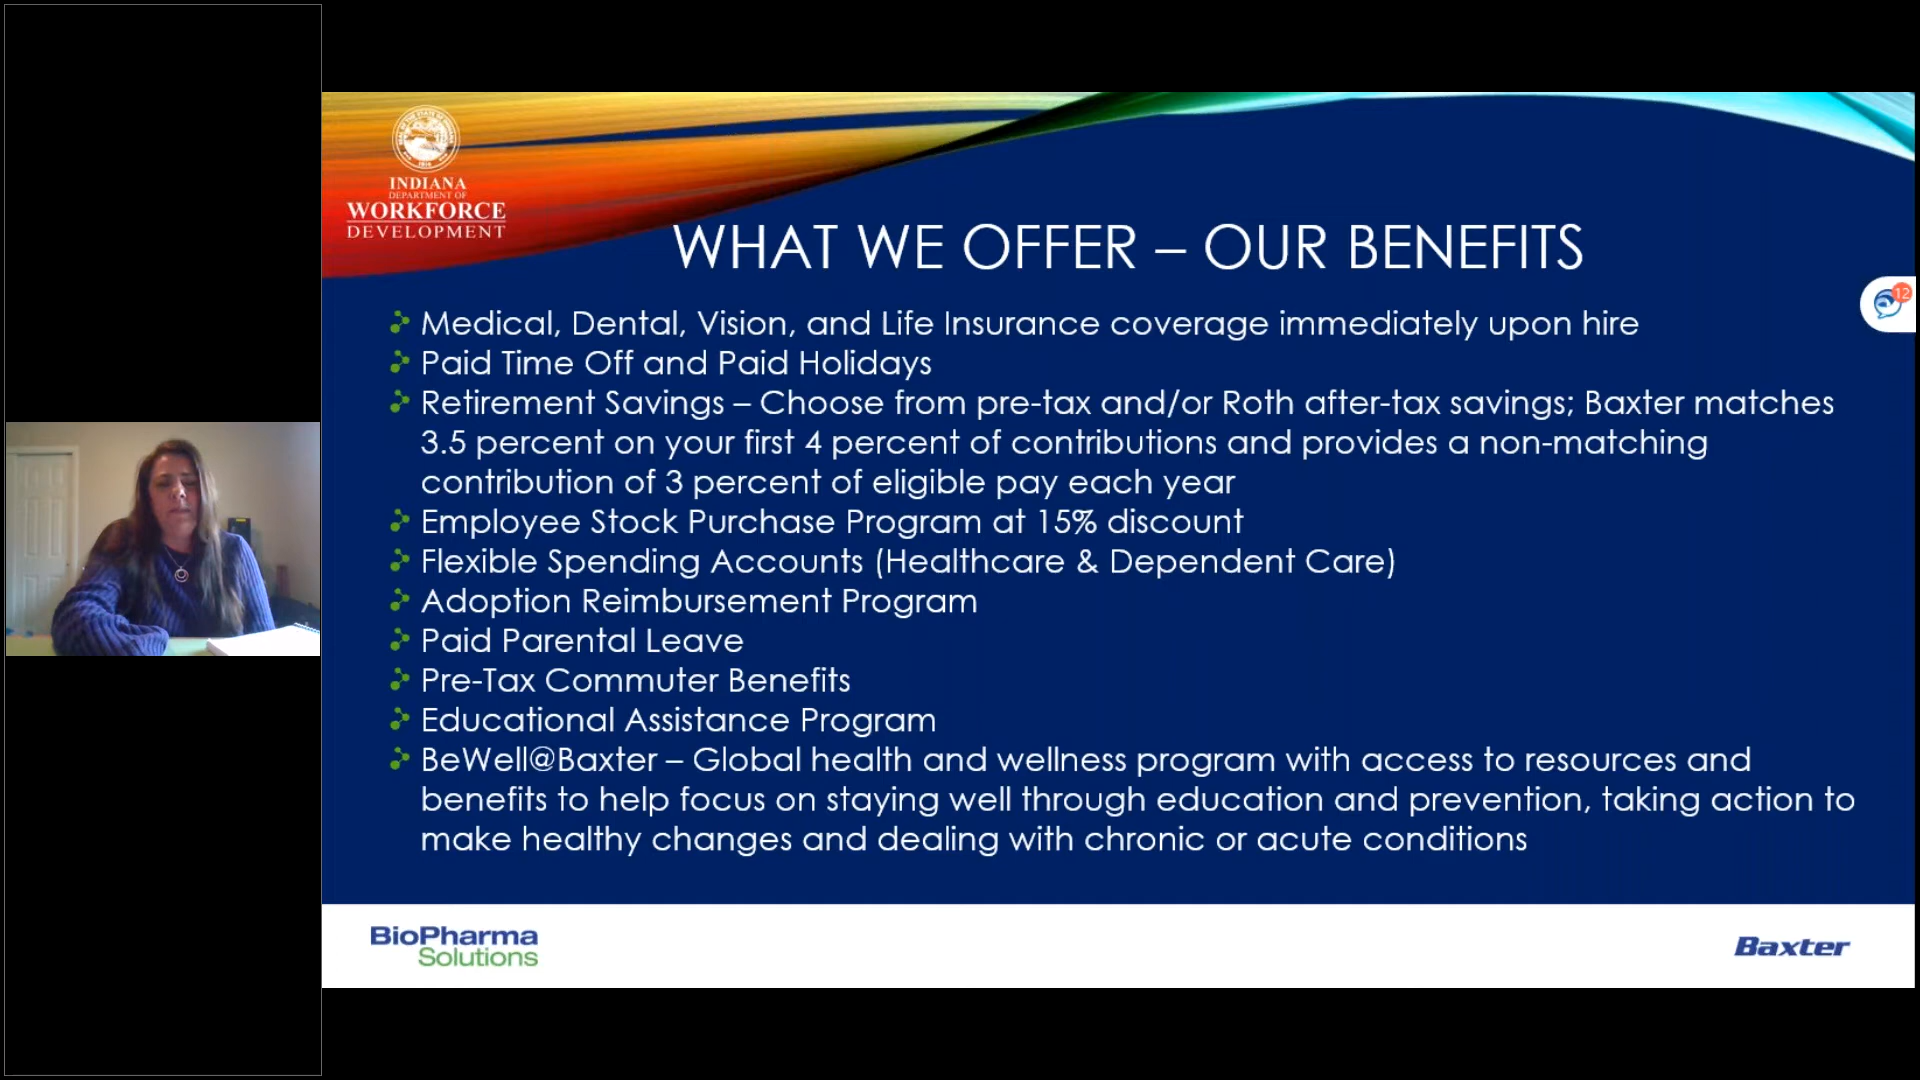 INDIANA
DEPARTMENT OF
WORKFORCE
DEVELOPMENT
WHAT WE OFFER – OUR BENEFITS
Medical, Dental, Vision, and Life Insurance coverage immediately upon hire
Paid Time Off and Paid Holidays
Retirement Savings – Choose from pre-tax and/or Roth after-tax savings; Baxter matches
3.5 percent on your first 4 percent of contributions and provides a non-matching
contribution of 3 percent of eligible pay each year
Employee Stock Purchase Program at 15% discount
Flexible Spending Accounts (Healthcare & Dependent Care)
Adoption Reimbursement Program
Paid Parental Leave
Pre-Tax Commuter Benefits
Educational Assistance Program
BeWell@Baxter – Global health and wellness program with access to resources and
benefits to help focus on staying well through education and prevention, taking action to
make healthy changes and dealing with chronic or acute conditions
12
BioPharma
Solutions
Baxter